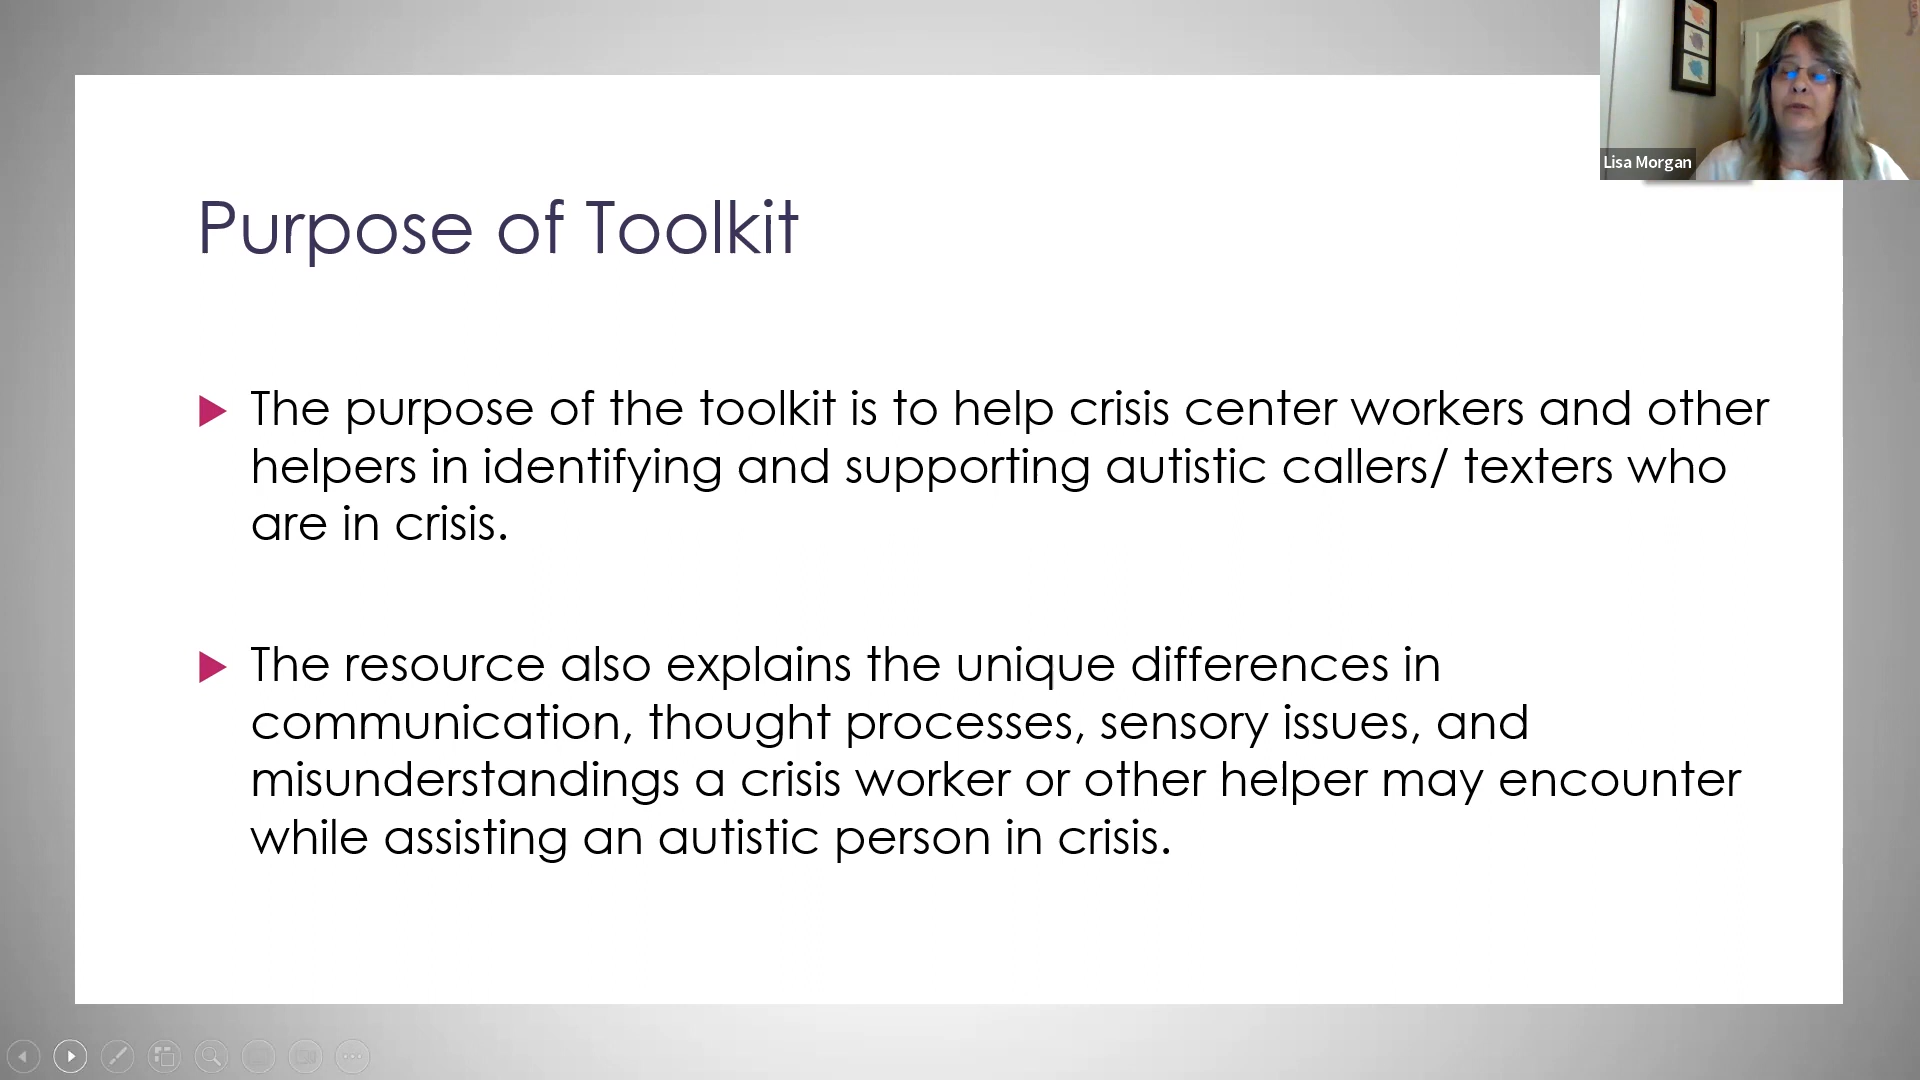 Lisa Morgan
Purpose of Toolkit
The purpose of the toolkit is to help crisis center workers and other
helpers in identifying and supporting autistic callers/ texters who
are in crisis.
The resource also explains the unique differences in
communication, thought processes, sensory issues, and
misunderstandings a crisis worker or other helper may encounter
while assisting an autistic person in crisis.